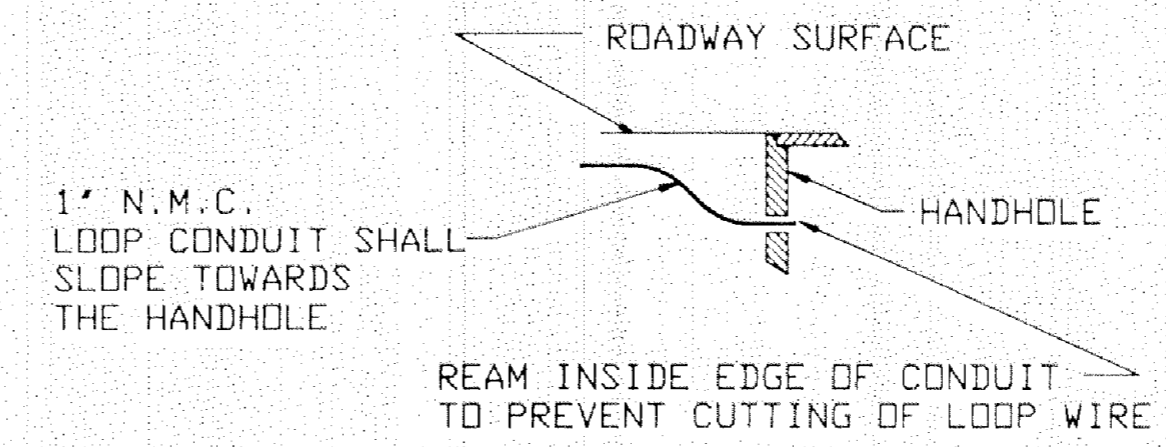 ROADWAY SURFACE
1" N.M.C.
LOOP CONDUIT SHALL
SLOPE TOWARDS
THE HANDHOLE
HANDHOLE
REAM INSIDE EDGE OF CONDUIT
TO PREVENT CUTTING OF LOOP WIRE